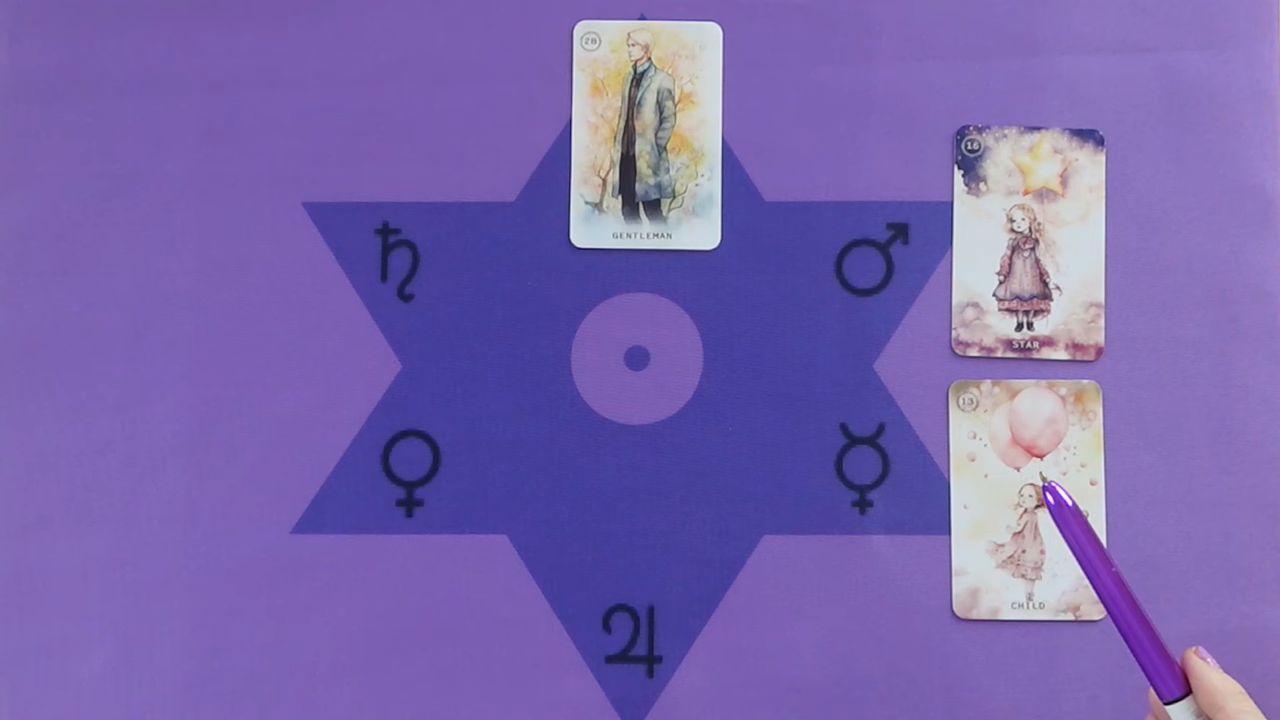 28
GENTLEMAN
16
STAR
♄
♂
13
♀
☿
CHILD
♃